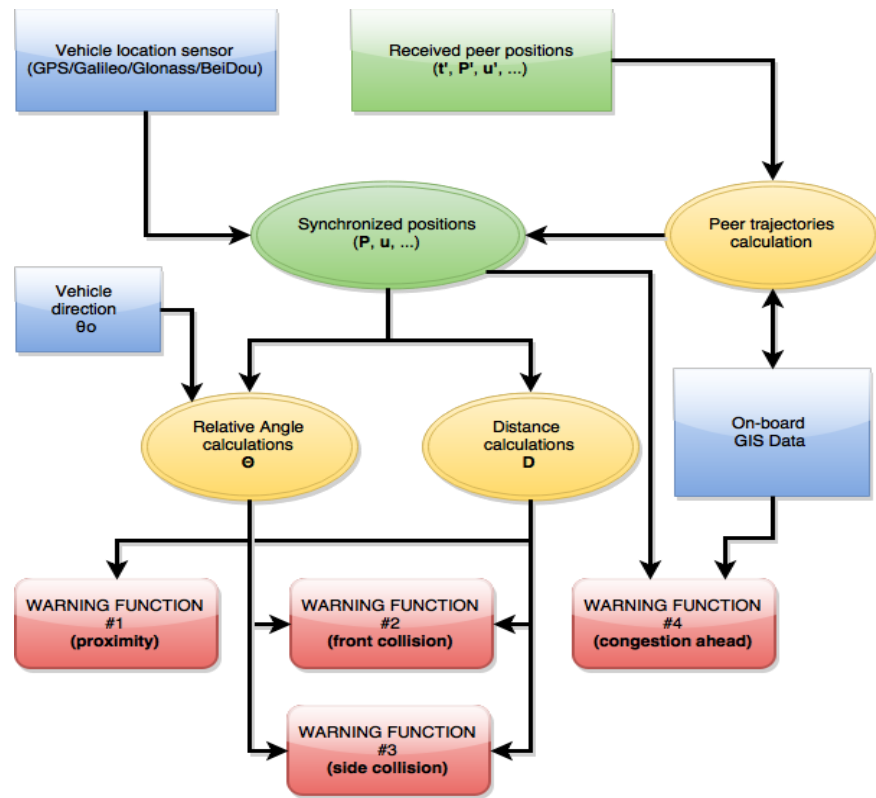 Vehicle location sensor
(GPS/Galileo/Glonass/BeiDou)
Received peer positions
(t', P', u', ...)
Synchronized positions
(P, u, ...)
Peer trajectories
calculation
Vehicle
direction
θo
Relative Angle
calculations
Θ
Distance
calculations
D
On-board
GIS Data
WARNING FUNCTION
#1
(proximity)
WARNING FUNCTION
#2
(front collision)
WARNING FUNCTION
#4
(congestion ahead)
WARNING FUNCTION
#3
(side collision)